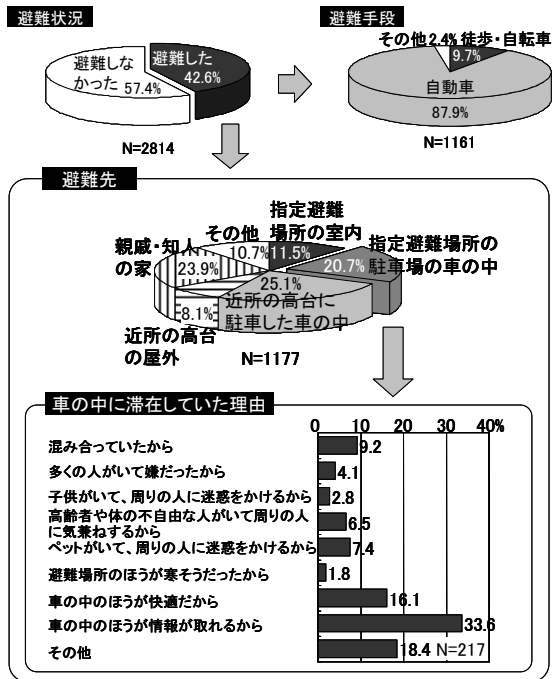 避難状況
避難しな
かった 57.4%
避難した
42.6%
N=2814
避難手段
その他 2.4% 徒歩・自転車
9.7%
自動車
87.9%
N=1161
避難先
指定避難
場所の室内
11.5%
指定避難場所の
駐車場の車の中
20.7%
25.1%
近所の高台に
駐車した車の中
近所の高台
の屋外
8.1%
親戚・知人
の家
23.9%
その他
10.7%
N=1177
車の中に滞在していた理由
0 10 20 30 40%
混み合っていたから 9.2
多くの人がいて嫌だったから 4.1
子供がいて、周りの人に迷惑をかけるから 2.8
高齢者や体の不自由な人がいて周りの人
に気兼ねするから 6.5
ペットがいて、周りの人に迷惑をかけるから 7.4
避難場所のほうが寒そうだったから 1.8
車の中のほうが快適だから 16.1
車の中のほうが情報が取れるから 33.6
その他 18.4 N=217